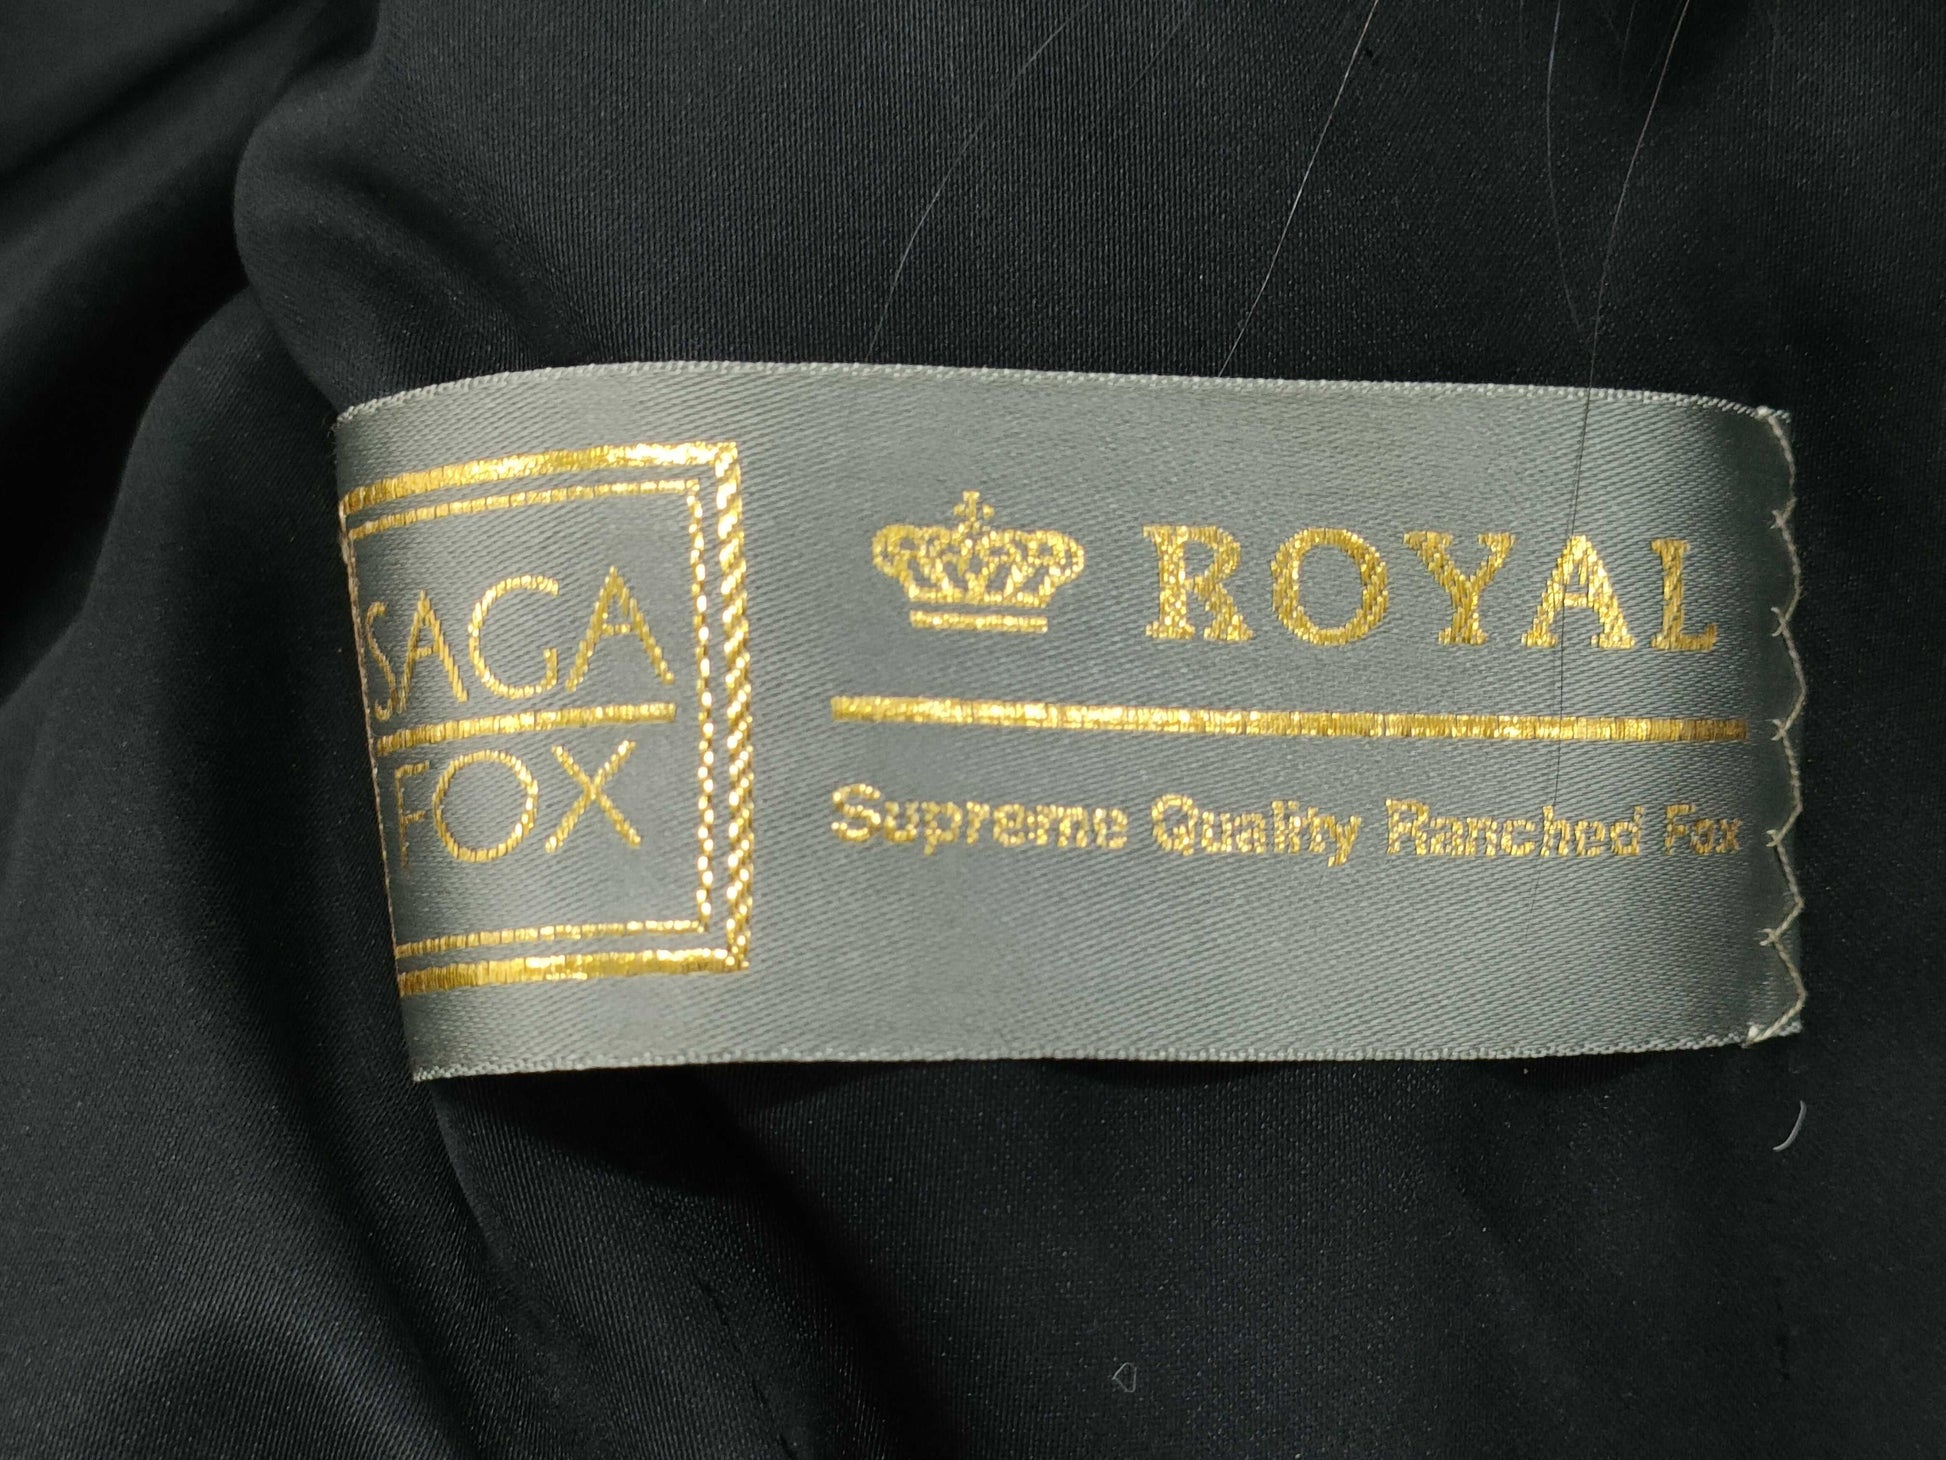 SAGA
FOX
ROYAL
Supreme Quality Ranched Fox